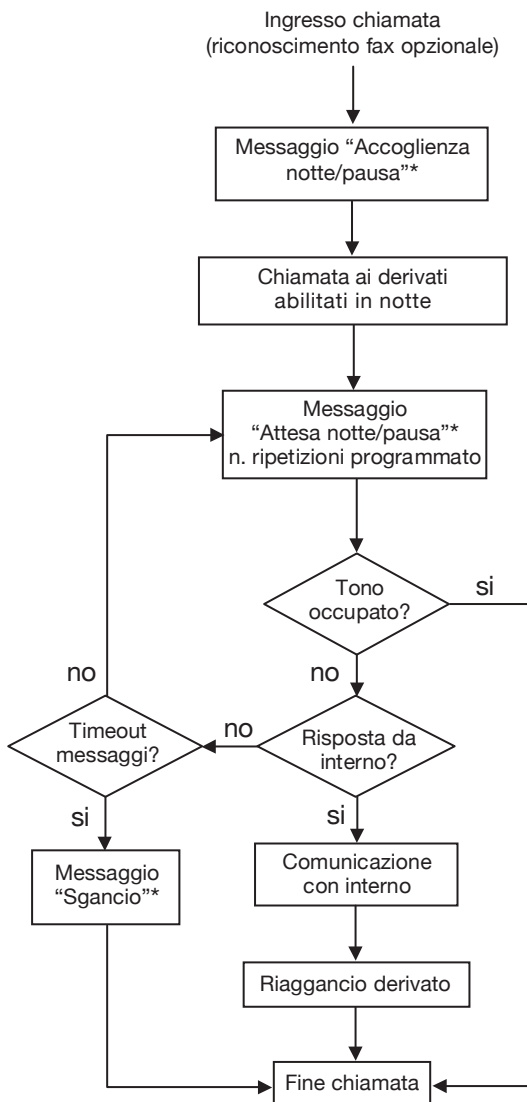 Ingresso chiamata
(riconoscimento fax opzionale)
Messaggio “Accoglienza
notte/pausa”*
Chiamata ai derivati
abilitati in notte
Messaggio
“Attesa notte/pausa”*
n. ripetizioni programmato
Tono
occupato?
si
no
no
Timeout
messaggi?
no
Risposta da
interno?
si
si
Messaggio
“Sgancio”*
Comunicazione
con interno
Riaggancio derivato
Fine chiamata